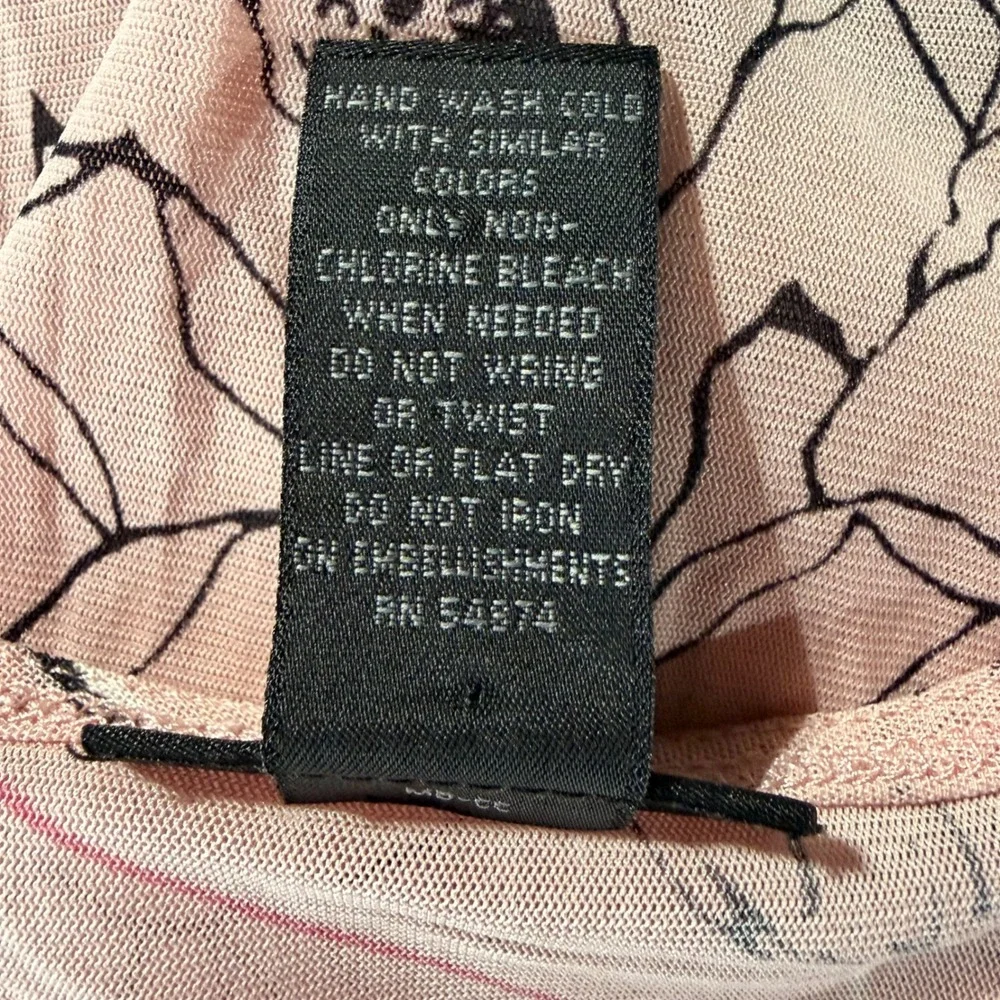 HAND WASH COLD
WITH SIMILAR
COLORS
ONLY NON-
CHLORINE BLEACH
WHEN NEEDED
DO NOT WRING
OR TWIST
LINE OR FLAT DRY
DO NOT IRON
ON EMBELLISHMENTS
RN 54874